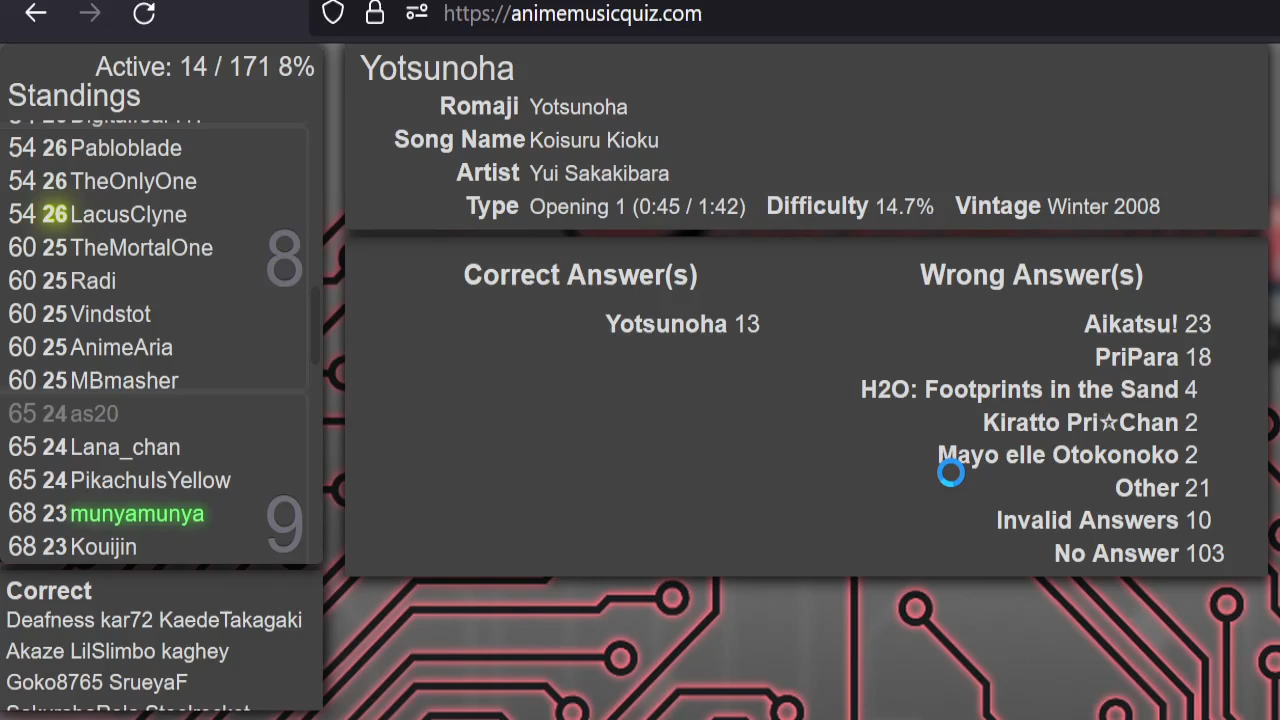 https://animemusicquiz.com
Active: 14 / 171 8%
Standings
54 26 Pabloblade
54 26 TheOnlyOne
54 26 LacusClyne
60 25 TheMortalOne
60 25 Radi
8
60 25 Vindstot
60 25 AnimeAria
60 25 MBmasher
65 24 as20
65 24 Lana_chan
65 24 PikachuIsYellow
68 23 munyamunya
9
68 23 Kouijin
Correct
Deafness kar72 KaedeTakagaki
Akaze LilSlimbo kaghey
Goko8765 SrueyaF
Yotsunoha
Romaji Yotsunoha
Song Name Koisuru Kioku
Artist Yui Sakakibara
Type Opening 1 (0:45 / 1:42) Difficulty 14.7% Vintage Winter 2008
Correct Answer(s)
Yotsunoha 13
Wrong Answer(s)
Aikatsu! 23
PriPara 18
H2O: Footprints in the Sand 4
Kiratto Pri☆Chan 2
Mayo elle Otokonoko 2
Other 21
Invalid Answers 10
No Answer 103